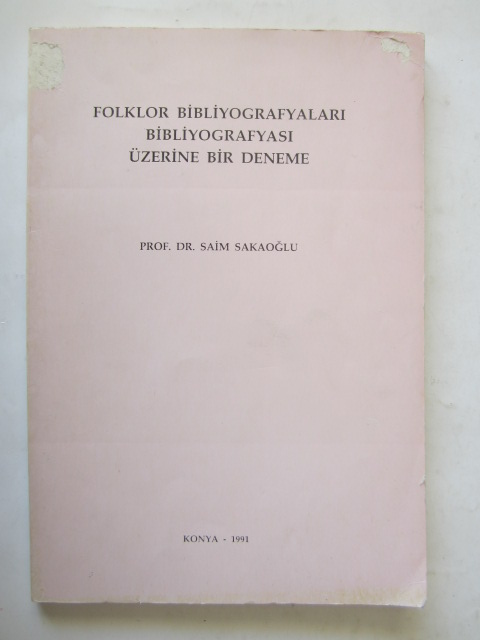 FOLKLOR BİBLİYOGRAFYALARI
BİBLİYOGRAFYASI
ÜZERİNE BİR DENEME
PROF. DR. SAİM SAKAOĞLU
KONYA - 1991